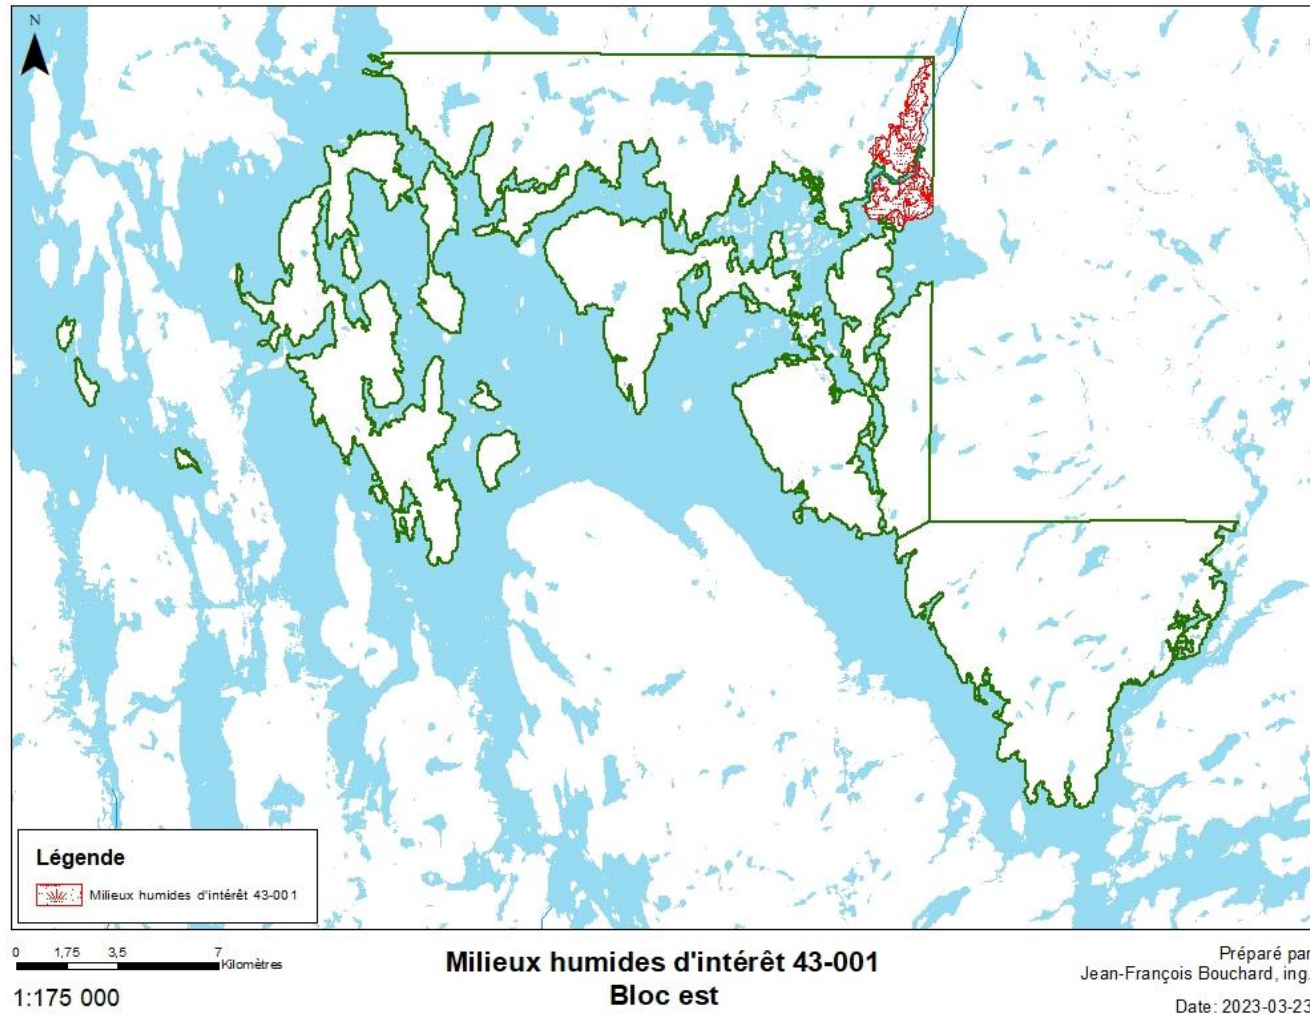 N
Légende
Milieux humides d'intérêt 43-001
0 1,75 3,5 7
Kilomètres
1:175 000
Milieux humides d'intérêt 43-001
Bloc est
Préparé par
Jean-François Bouchard, ing.
Date: 2023-03-23